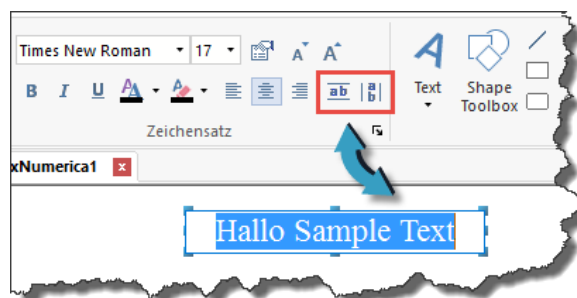 Times New Roman 17 A A
B I U A ab a b
A Text Shape Toolbox
Zeichensatz
xNumerica1 x
Hallo Sample Text